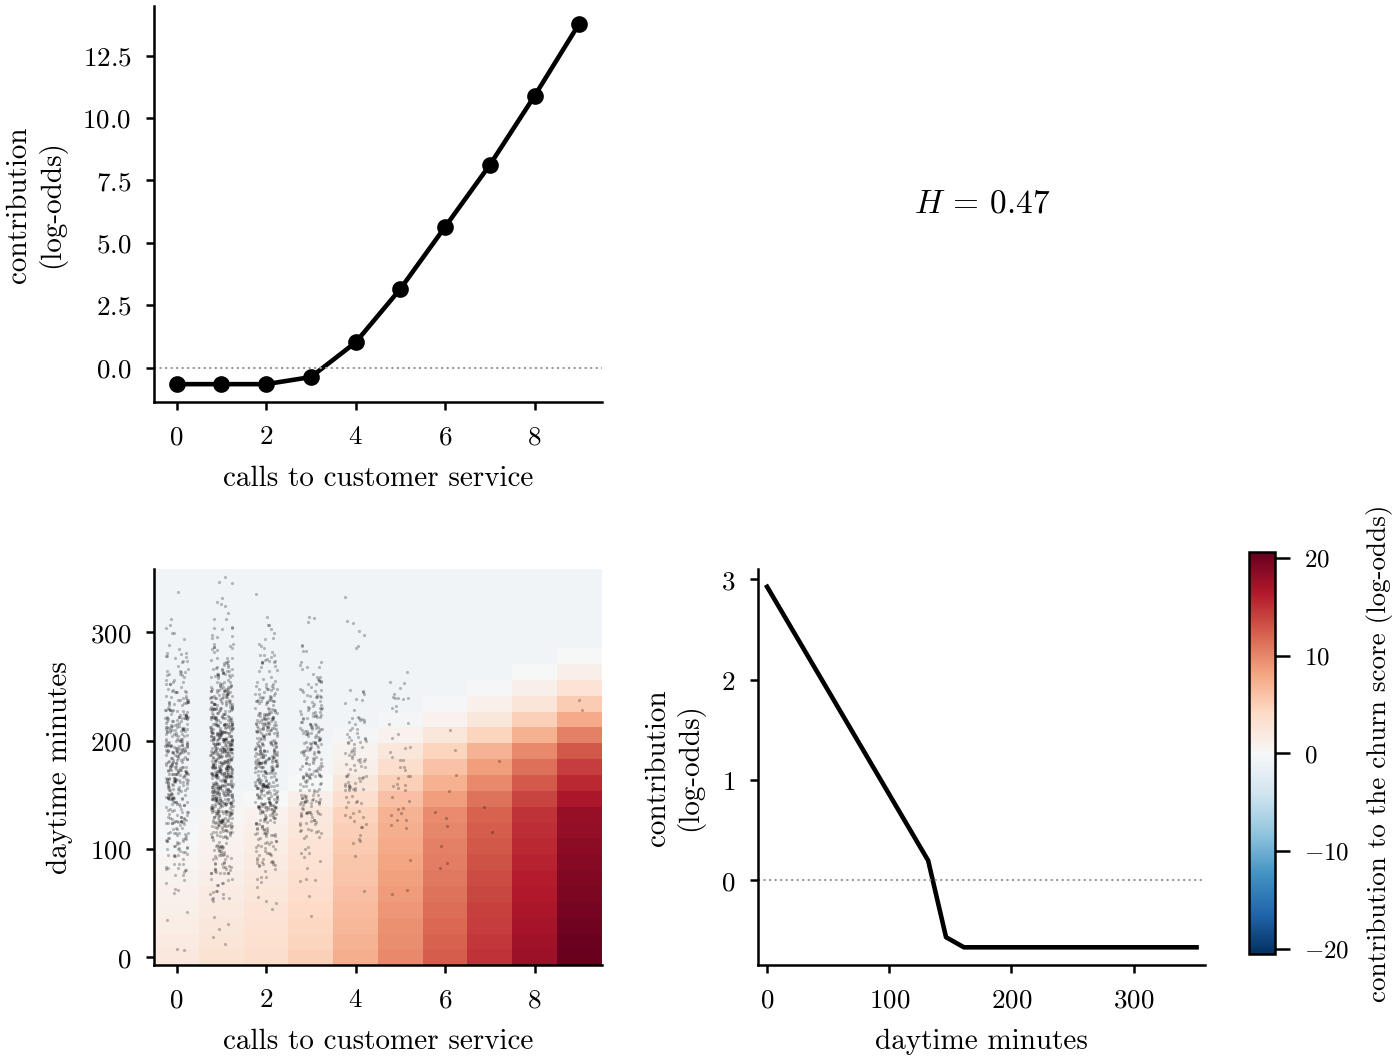 contribution
(log-odds)
12.5
10.0
7.5
5.0
2.5
0.0
0 2 4 6 8
calls to customer service
H = 0.47
daytime minutes
300
200
100
0
0 2 4 6 8
calls to customer service
contribution
(log-odds)
3
2
1
0
0 100 200 300
daytime minutes
20
10
0
−10
−20
contribution to the churn score (log-odds)